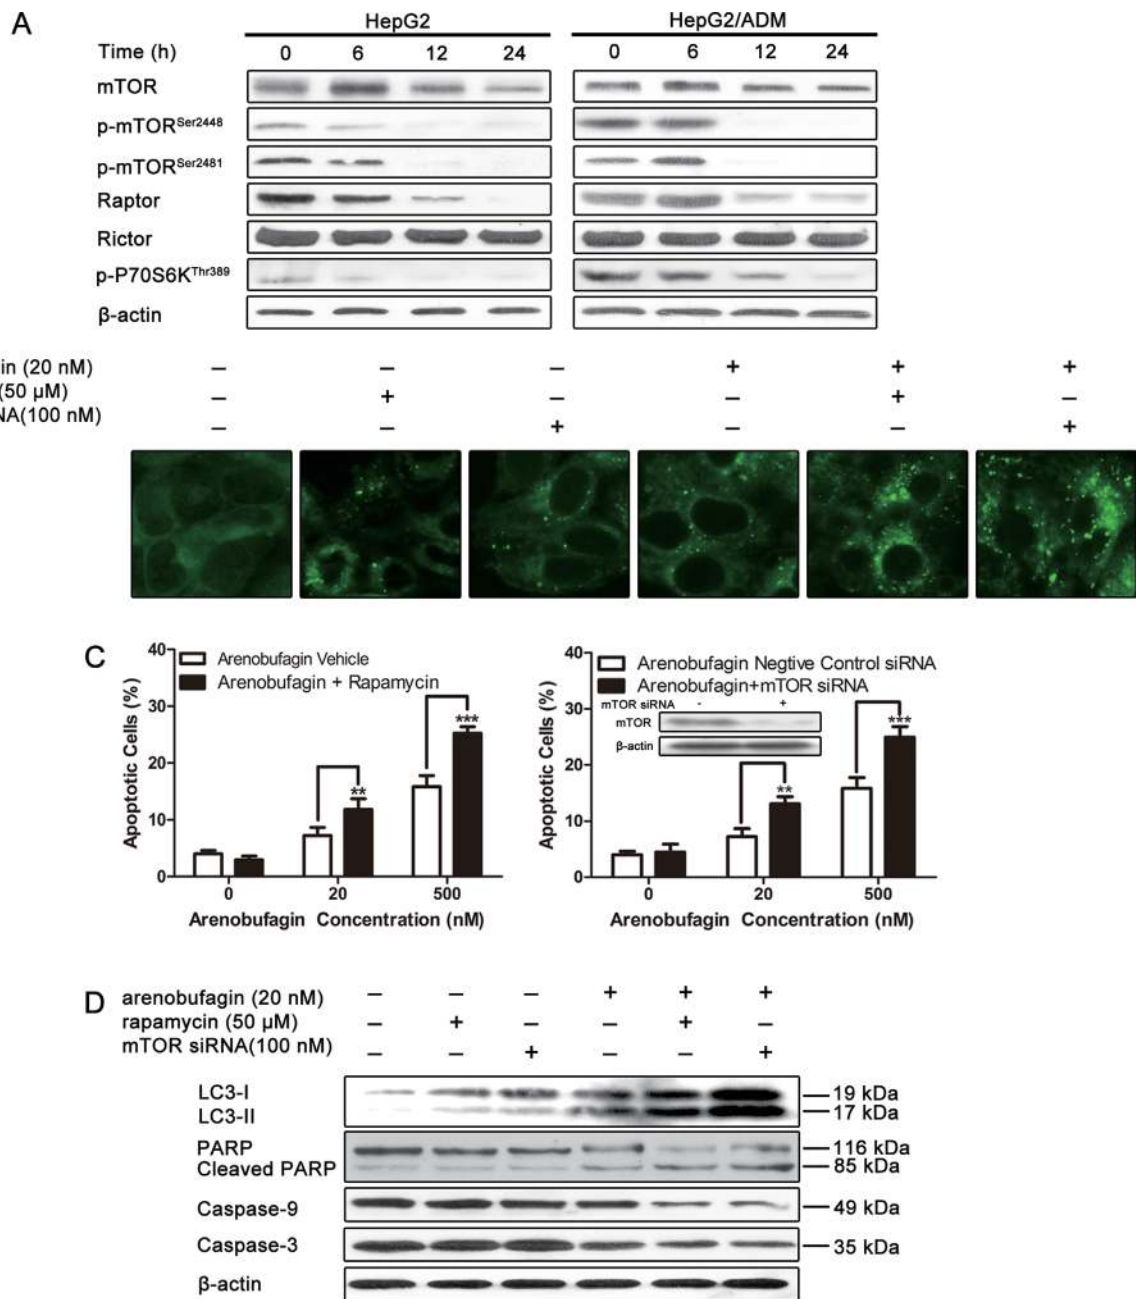 A
HepG2 HepG2/ADM
Time (h) 0 6 12 24 0 6 12 24
mTOR
p-mTORSer2448
p-mTORSer2481
Raptor
Rictor
p-P70S6KThr389
β-actin
in (20 nM) – – – + + +
(50 µM) – + – – + –
NA(100 nM) – – + – – +
C
Apoptotic Cells (%)
40
30
20
10
0
Arenobufagin Vehicle
Arenobufagin + Rapamycin
**
***
0 20 500
Arenobufagin Concentration (nM)
Apoptotic Cells (%)
40
30
20
10
0
Arenobufagin Negtive Control siRNA
Arenobufagin+mTOR siRNA
mTOR siRNA - +
mTOR
β-actin
**
***
0 20 500
Arenobufagin Concentration (nM)
D
arenobufagin (20 nM) – – – + + +
rapamycin (50 µM) – + – – + –
mTOR siRNA(100 nM) – – + – – +
LC3-I 19 kDa
LC3-II 17 kDa
PARP 116 kDa
Cleaved PARP 85 kDa
Caspase-9 49 kDa
Caspase-3 35 kDa
β-actin